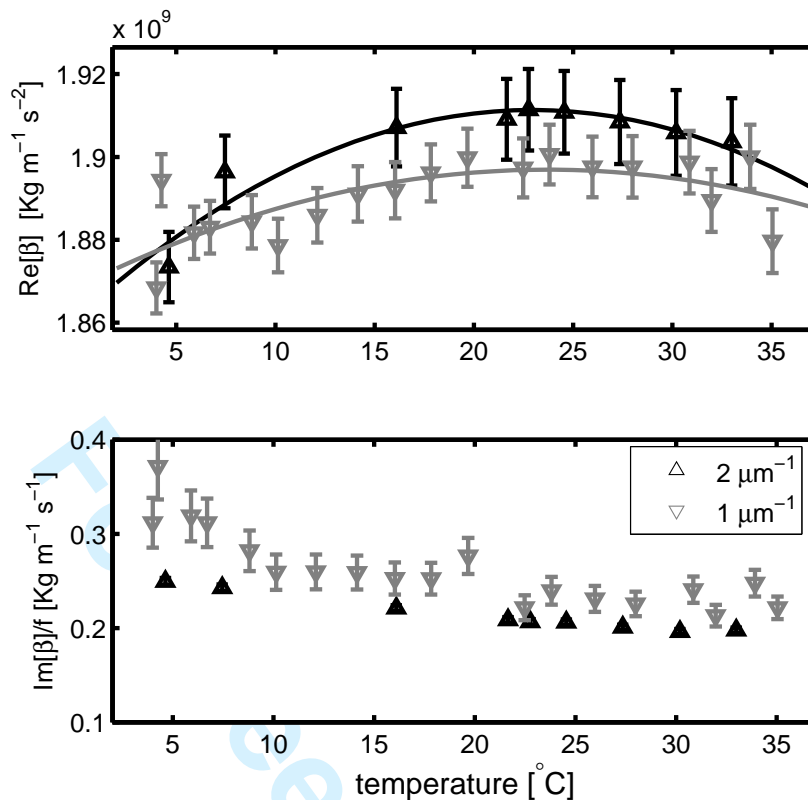 x 10⁹
1.92
1.9
1.88
1.86
Re[β] [Kg m⁻¹ s⁻²]
5 10 15 20 25 30 35
0.4
0.3
0.2
0.1
Im[β]/f [Kg m⁻¹ s⁻¹]
2 μm⁻¹
1 μm⁻¹
5 10 15 20 25 30 35
temperature [°C]